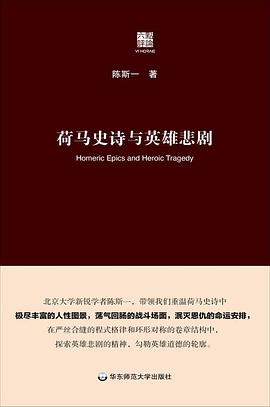 VI HORAE
陈斯一 著
荷马史诗与英雄悲剧
Homeric Epics and Heroic Tragedy
北京大学新锐学者陈斯一，带领我们重温荷马史诗中
极尽丰富的人性图景，荡气回肠的战斗场面，泯灭恩仇的命运安排，
在严丝合缝的程式格律和环形对称的卷章结构中，
探索英雄悲剧的精神，勾勒英雄道德的轮廓。
华东师范大学出版社